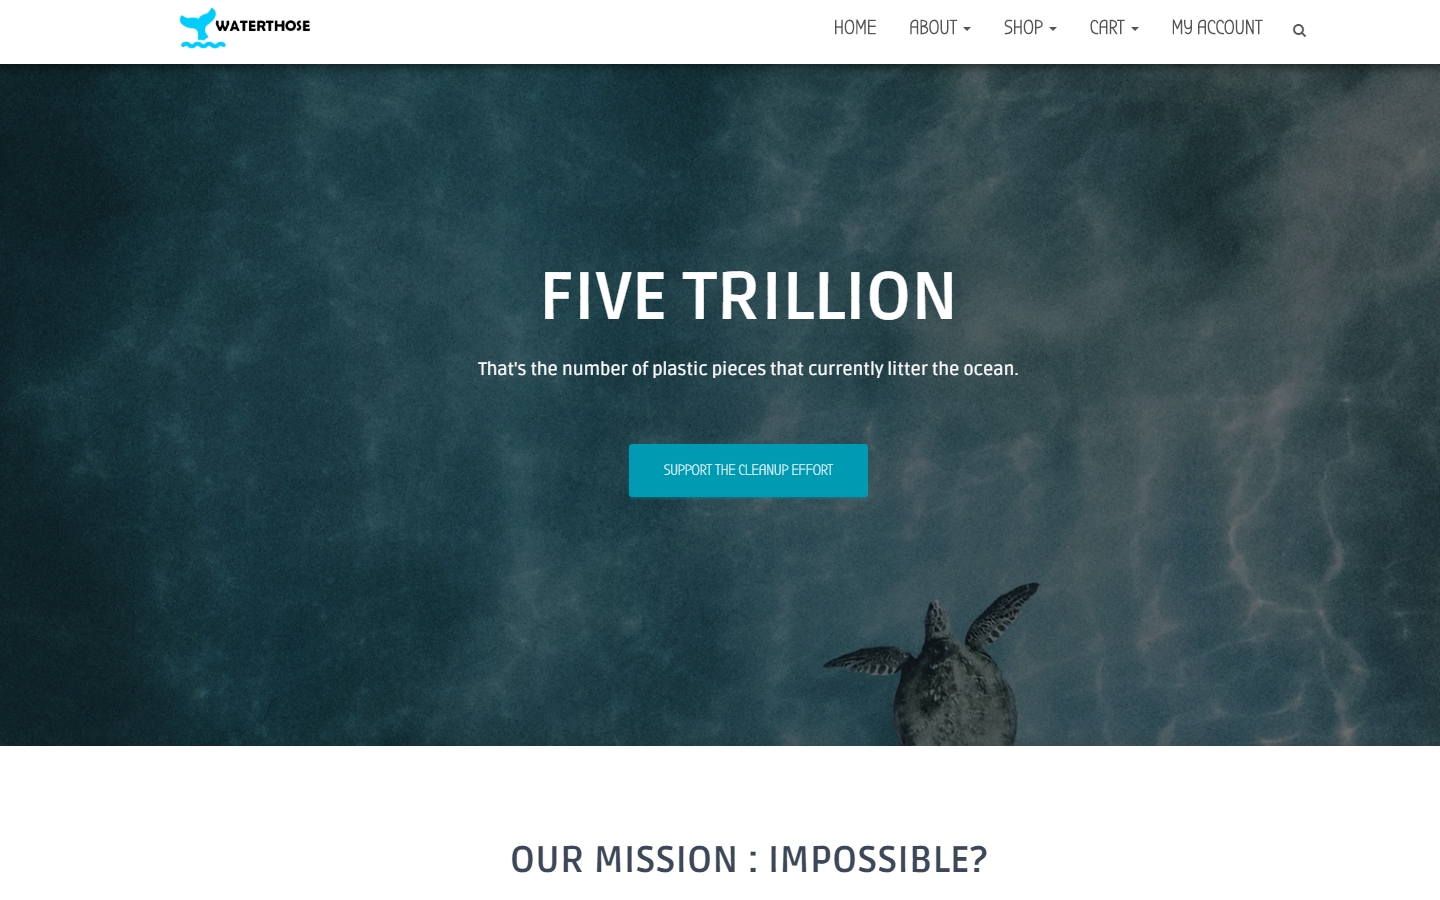 WATERTHOSE
HOME ABOUT SHOP CART MY ACCOUNT
FIVE TRILLION
That's the number of plastic pieces that currently litter the ocean.
SUPPORT THE CLEANUP EFFORT
OUR MISSION : IMPOSSIBLE?